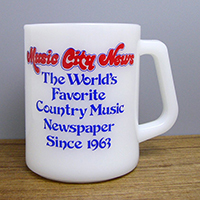 Music City News
The World's
Favorite
Country Music
Newspaper
Since 1963